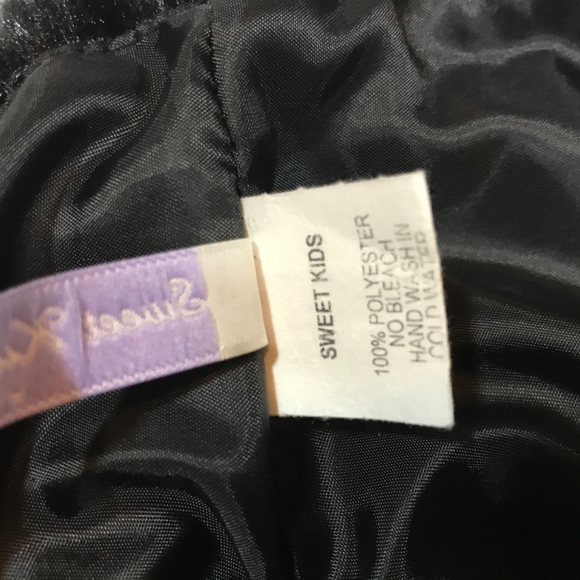 Sweet
SWEET KIDS
100% POLYESTER
NO BLEACH
HAND WASH IN
COLD WATER